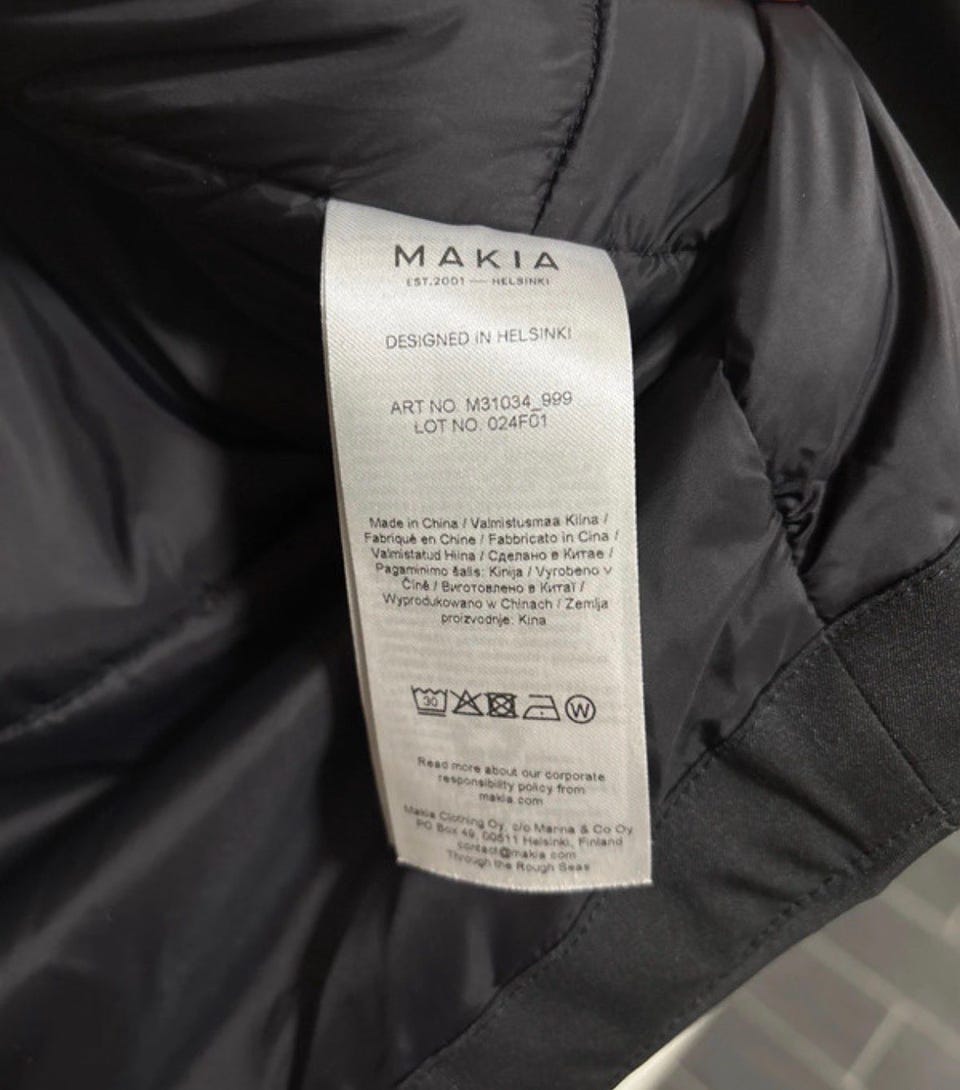 MAKIA
EST.2001 — HELSINKI
DESIGNED IN HELSINKI
ART NO. M31034_999
LOT NO. 024F01
Made in China / Valmistusmaa Kiina /
Fabriqué en Chine / Fabbricato in Cina /
Valmistatud Hiina / Сделано в Китае /
Pagaminimo šalis: Kinija / Vyrobeno v
Číně / Виготовлено в Китаї /
Wyprodukowano w Chinach / Zemlja
proizvodnje: Kina
30
W
Read more about our corporate
responsibility policy from
makia.com
Makia Clothing Oy, c/o Marina & Co Oy
PO Box 49, 00511 Helsinki, Finland
contact@makia.com
Through the Rough Seas